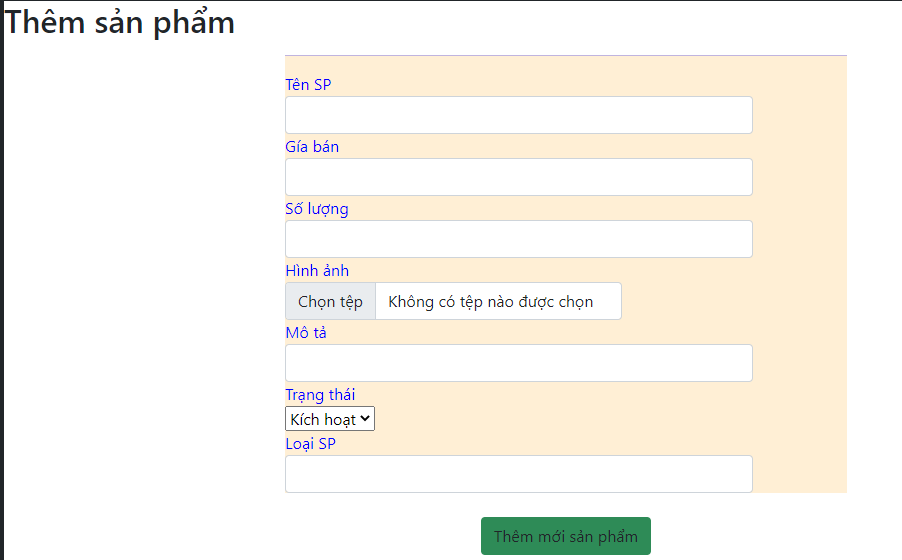 Thêm sản phẩm
Tên SP
Gía bán
Số lượng
Hình ảnh
Chọn tệp Không có tệp nào được chọn
Mô tả
Trạng thái
Kích hoạt
Loại SP
Thêm mới sản phẩm